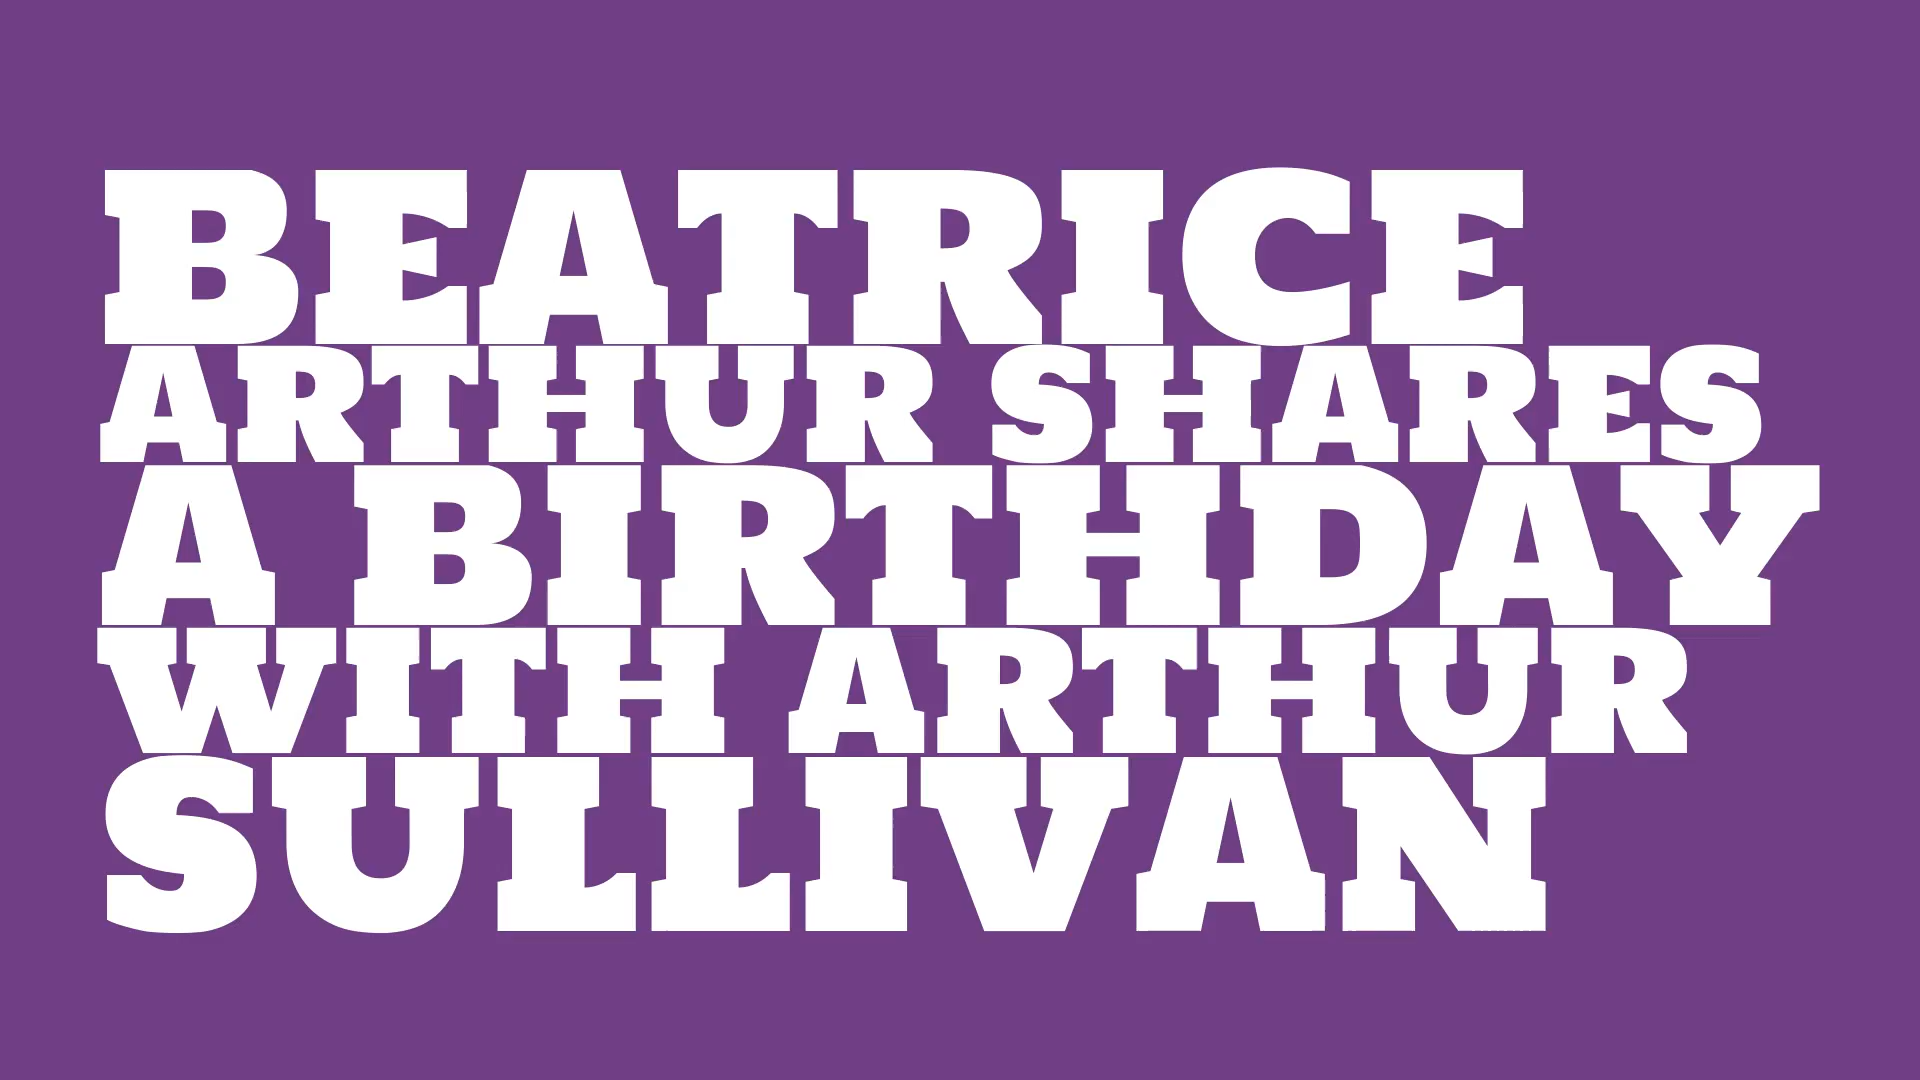 BEATRICE
ARTHUR SHARES
A BIRTHDAY
WITH ARTHUR
SULLIVAN